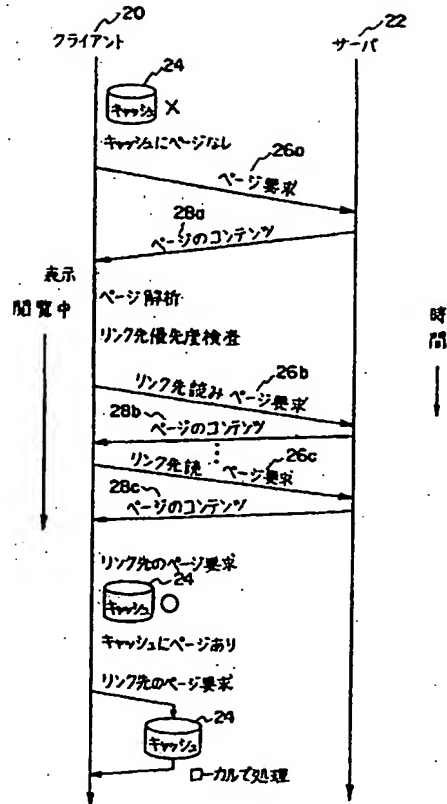 20
クライアント
22
サーバ
24
キャッシュ ×
キャッシュにページなし
26a
ページ要求
28a
ページのコンテンツ
表示
閲覧中
ページ解析
リンク先優先度検査
時間
26b
リンク先読み ページ要求
28b
ページのコンテンツ
26c
リンク先読 ページ要求
28c
ページのコンテンツ
リンク先のページ要求
24
キャッシュ ○
キャッシュにページあり
リンク先のページ要求
24
キャッシュ
ローカルで処理